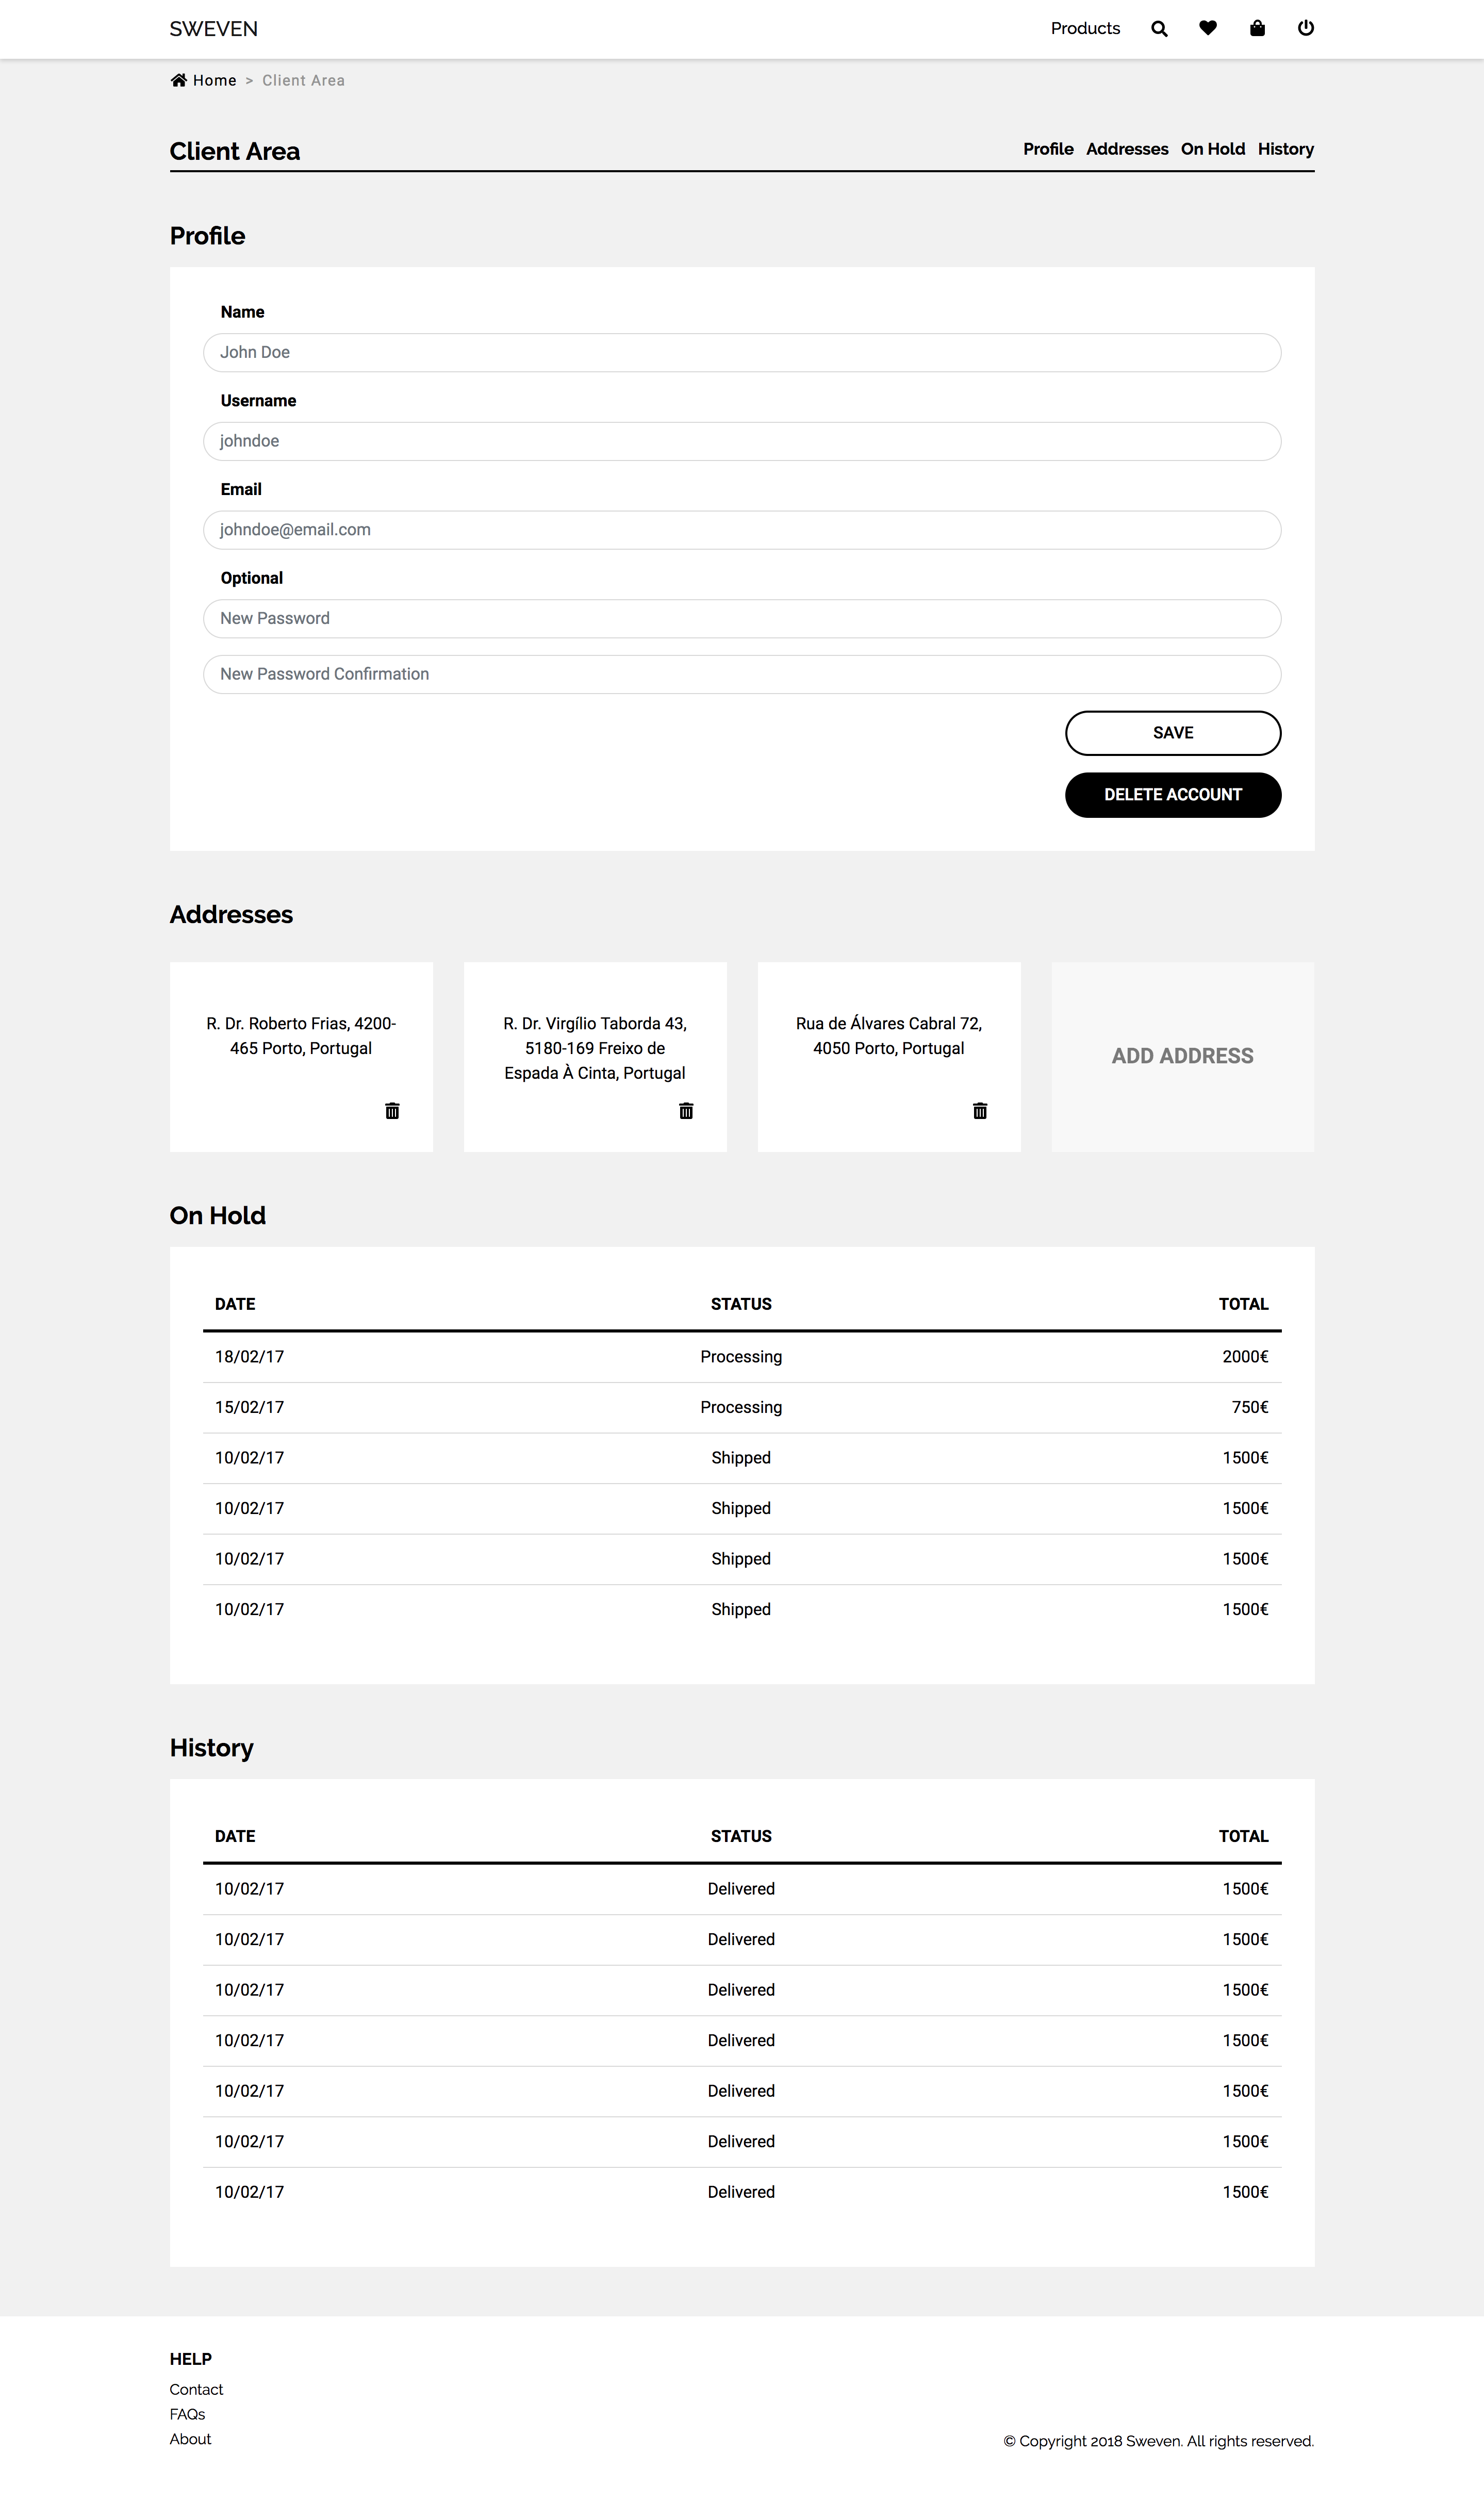 SWEVEN
Products
Home > Client Area
Client Area
Profile Addresses On Hold History
Profile
Name
John Doe
Username
johndoe
Email
johndoe@email.com
Optional
New Password
New Password Confirmation
SAVE
DELETE ACCOUNT
Addresses
R. Dr. Roberto Frias, 4200-
465 Porto, Portugal
R. Dr. Virgílio Taborda 43,
5180-169 Freixo de
Espada À Cinta, Portugal
Rua de Álvares Cabral 72,
4050 Porto, Portugal
ADD ADDRESS
On Hold
DATE STATUS TOTAL
18/02/17 Processing 2000€
15/02/17 Processing 750€
10/02/17 Shipped 1500€
10/02/17 Shipped 1500€
10/02/17 Shipped 1500€
10/02/17 Shipped 1500€
History
DATE STATUS TOTAL
10/02/17 Delivered 1500€
10/02/17 Delivered 1500€
10/02/17 Delivered 1500€
10/02/17 Delivered 1500€
10/02/17 Delivered 1500€
10/02/17 Delivered 1500€
10/02/17 Delivered 1500€
HELP
Contact
FAQs
About
© Copyright 2018 Sweven. All rights reserved.